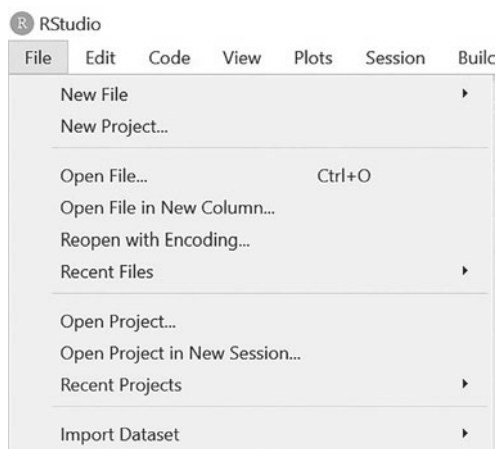 R RStudio
File Edit Code View Plots Session Build
New File
New Project...
Open File... Ctrl+O
Open File in New Column...
Reopen with Encoding...
Recent Files
Open Project...
Open Project in New Session...
Recent Projects
Import Dataset